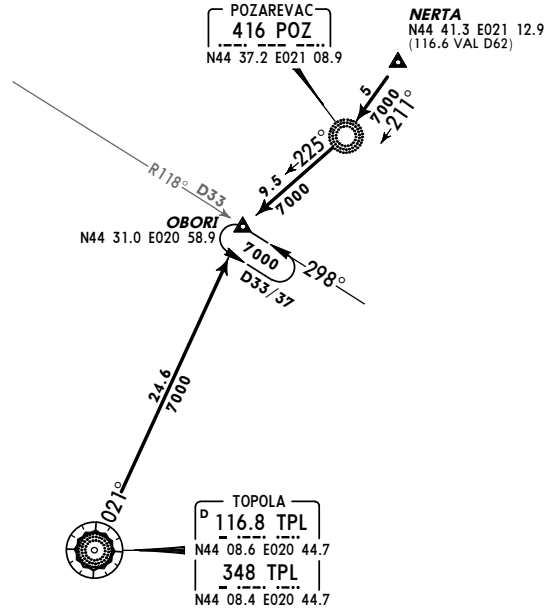 POZAREVAC
416 POZ
N44 37.2 E021 08.9
NERTA
N44 41.3 E021 12.9
(116.6 VAL D62)
5
7000
211°
225°
9.5
7000
R118° D33
OBORI
N44 31.0 E020 58.9
7000
298°
D33/37
24.6
7000
021°
TOPOLA
D 116.8 TPL
N44 08.6 E020 44.7
348 TPL
N44 08.4 E020 44.7